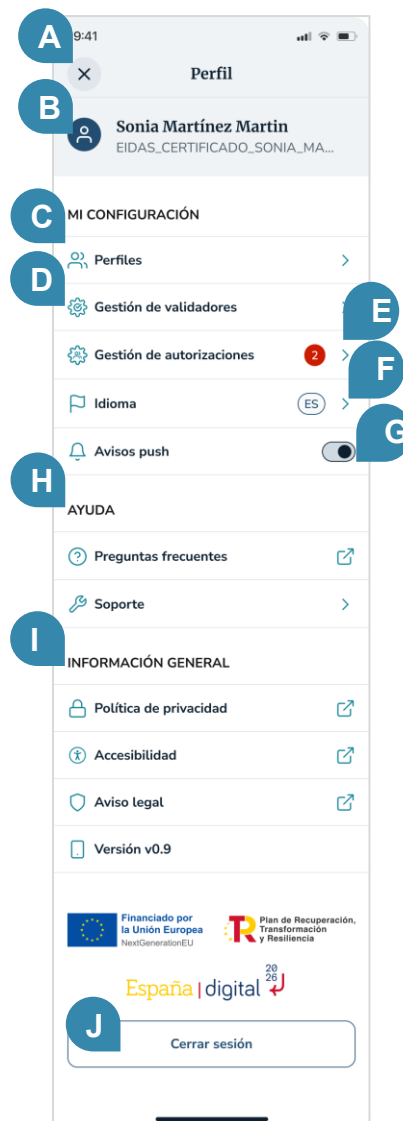 A
9:41
Perfil
B
Sonia Martínez Martin
EIDAS_CERTIFICADO_SONIA_MA...
C
MI CONFIGURACIÓN
Perfiles
D
Gestión de validadores
E
Gestión de autorizaciones
2
F
Idioma
ES
G
Avisos push
H
AYUDA
Preguntas frecuentes
Soporte
I
INFORMACIÓN GENERAL
Política de privacidad
Accesibilidad
Aviso legal
Versión v0.9
Financiado por
la Unión Europea
NextGenerationEU
Plan de Recuperación,
Transformación
y Resiliencia
España | digital 2026
J
Cerrar sesión